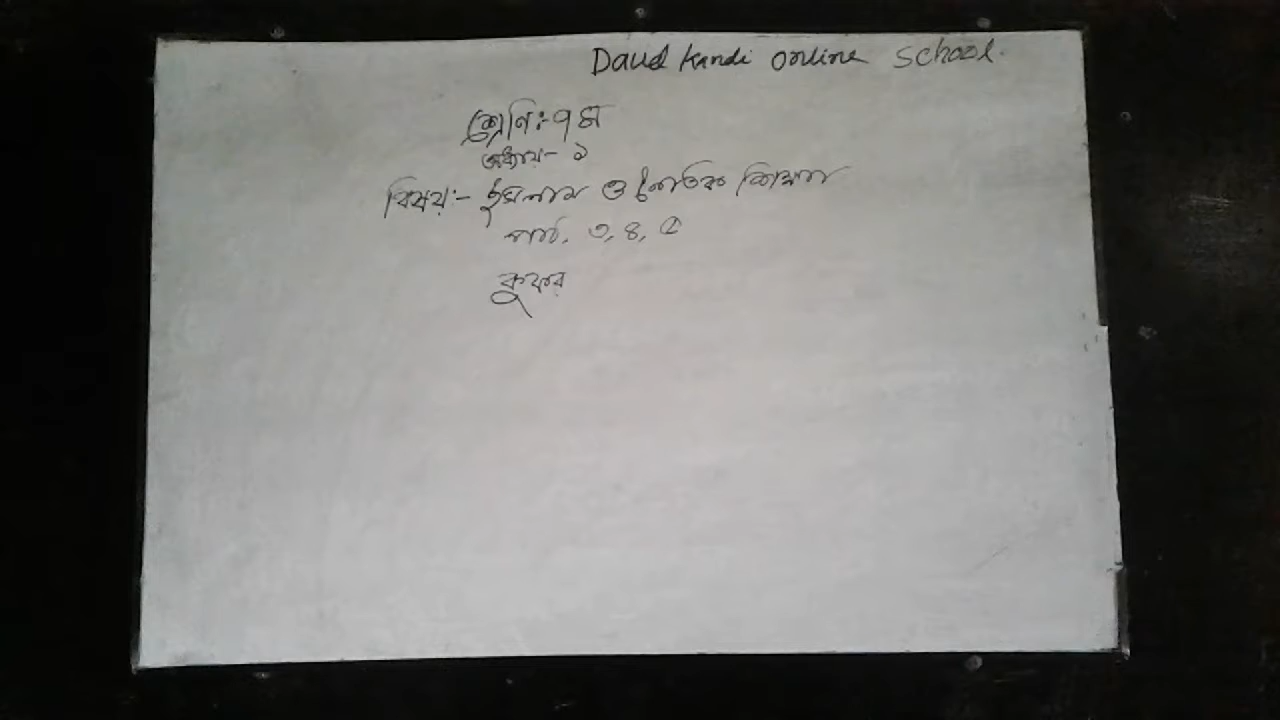 Daud kandi online school.
শ্রেণি:- ৭ম
অধ্যায়- ১
বিষয়:- ইসলাম ও নৈতিক শিক্ষা
পাঠ, ৩, ৪, ৫
কুফর